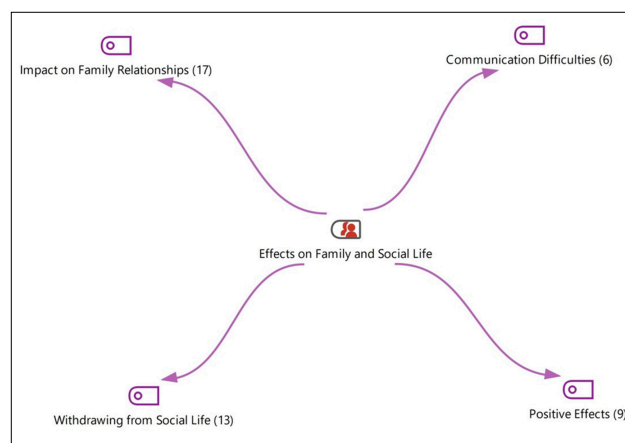 Communication Difficulties (6)
Impact on Family Relationships (17)
Effects on Family and Social Life
Withdrawing from Social Life (13)
Positive Effects (9)